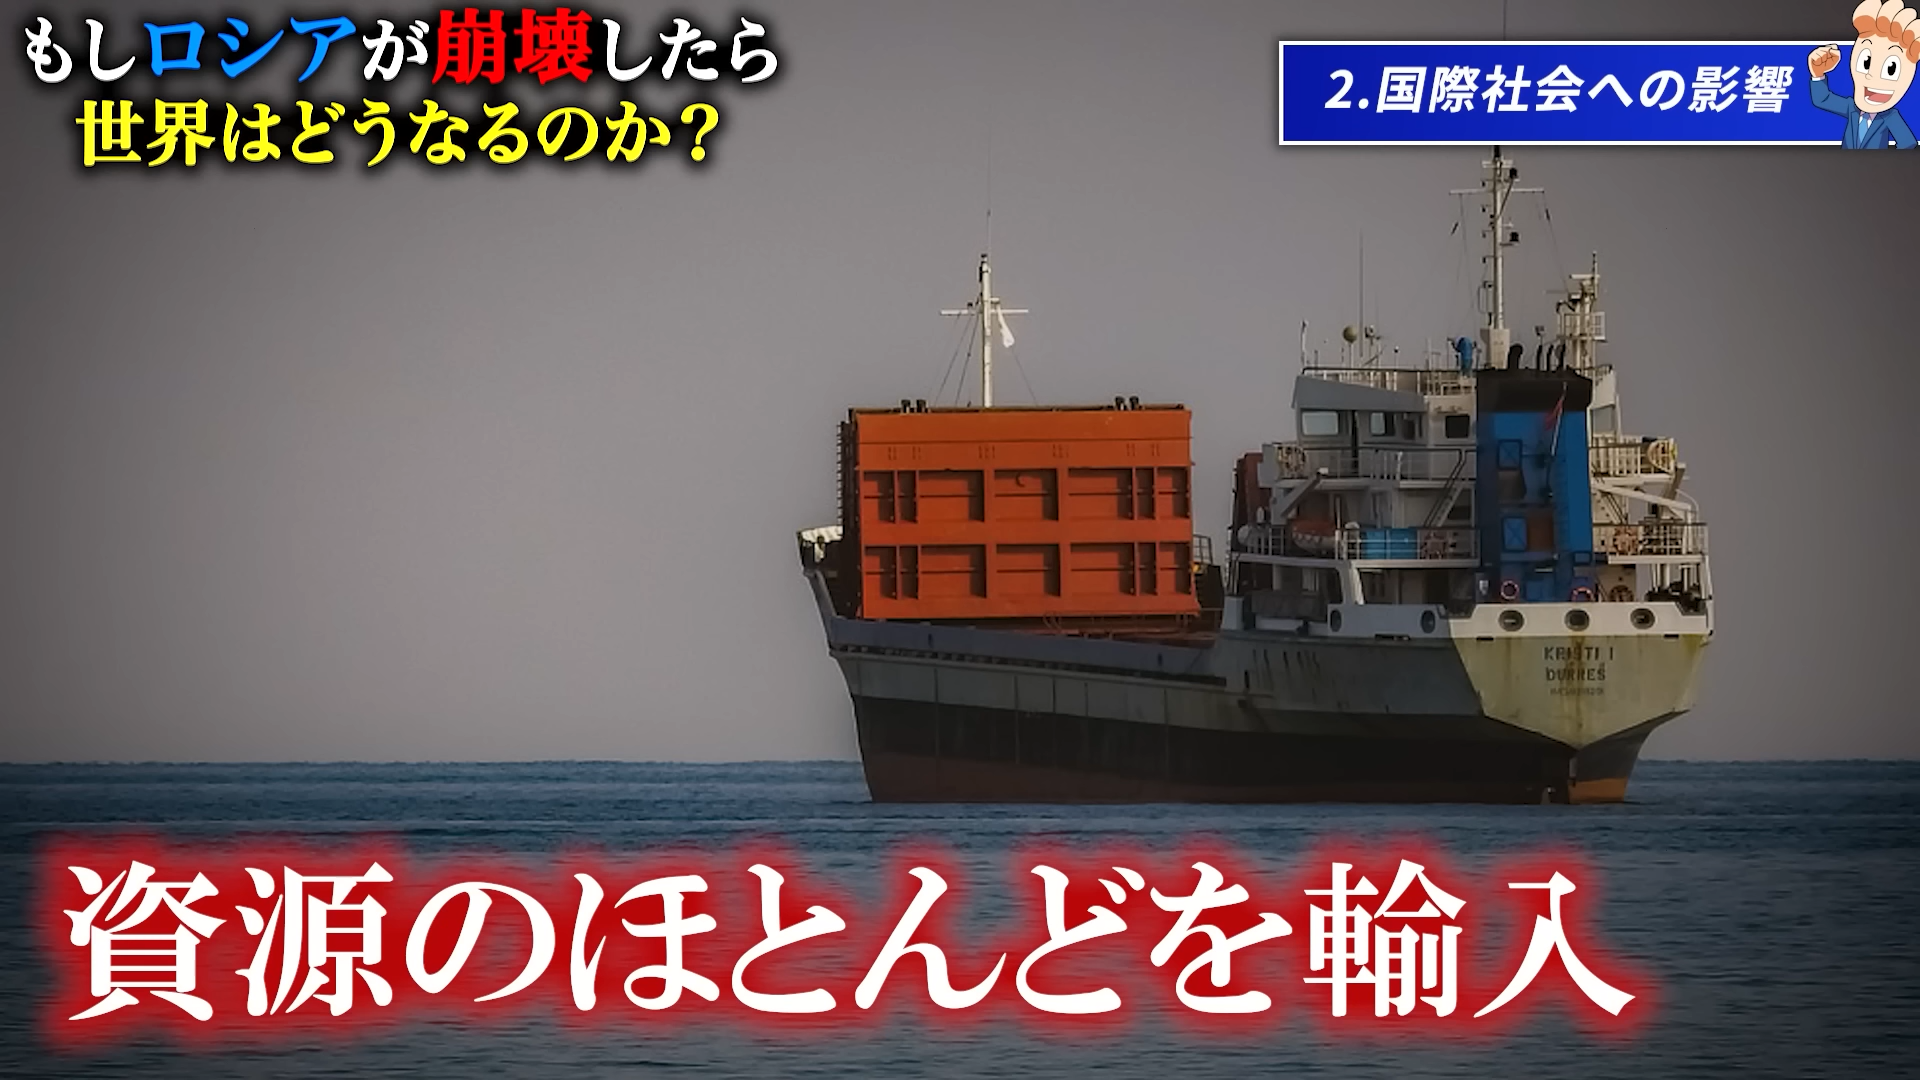 もしロシアが崩壊したら
世界はどうなるのか?
2.国際社会への影響
KRISTI I
DURRES
資源のほとんどを輸入